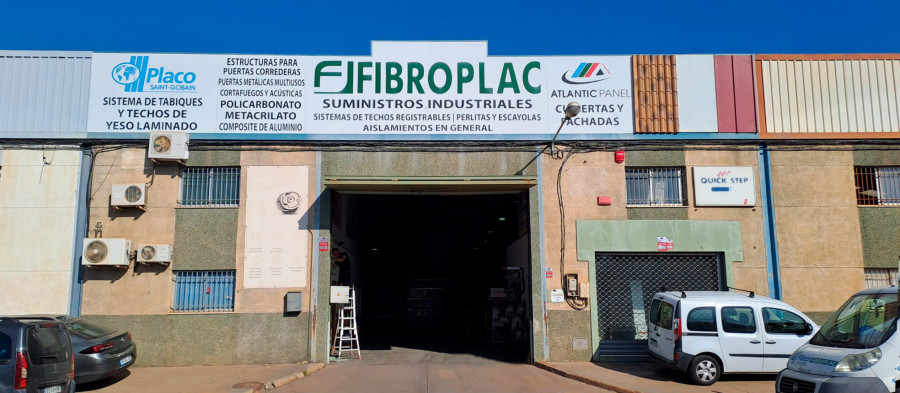 Placo
SAINT-GOBAIN
SISTEMA DE TABIQUES
Y TECHOS DE
YESO LAMINADO
ESTRUCTURAS PARA
PUERTAS CORREDERAS
PUERTAS METÁLICAS MULTIUSOS
CORTAFUEGOS Y ACÚSTICAS
POLICARBONATO
METACRILATO
COMPOSITE DE ALUMINIO
FIBROPLAC
SUMINISTROS INDUSTRIALES
SISTEMAS DE TECHOS REGISTRABLES | PERLITAS Y ESCAYOLAS
AISLAMIENTOS EN GENERAL
ATLANTIC PANEL
CUBIERTAS Y
FACHADAS
QUICK STEP